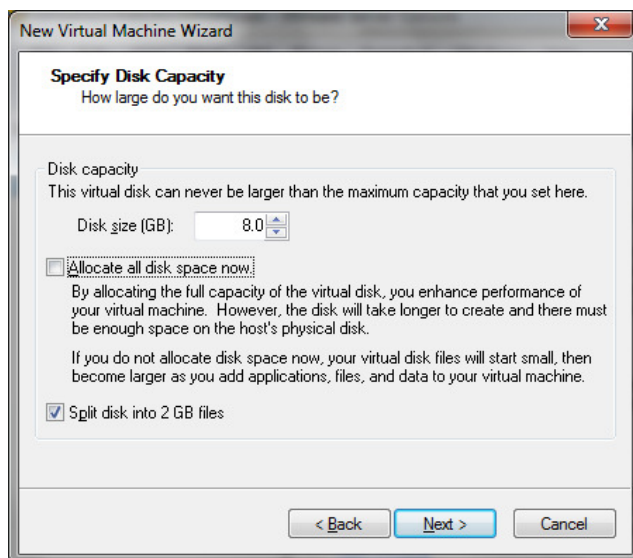 New Virtual Machine Wizard
Specify Disk Capacity
How large do you want this disk to be?
Disk capacity
This virtual disk can never be larger than the maximum capacity that you set here.
Disk size (GB): 8.0
Allocate all disk space now.
By allocating the full capacity of the virtual disk, you enhance performance of
your virtual machine. However, the disk will take longer to create and there must
be enough space on the host's physical disk.
If you do not allocate disk space now, your virtual disk files will start small, then
become larger as you add applications, files, and data to your virtual machine.
Split disk into 2 GB files
< Back Next > Cancel